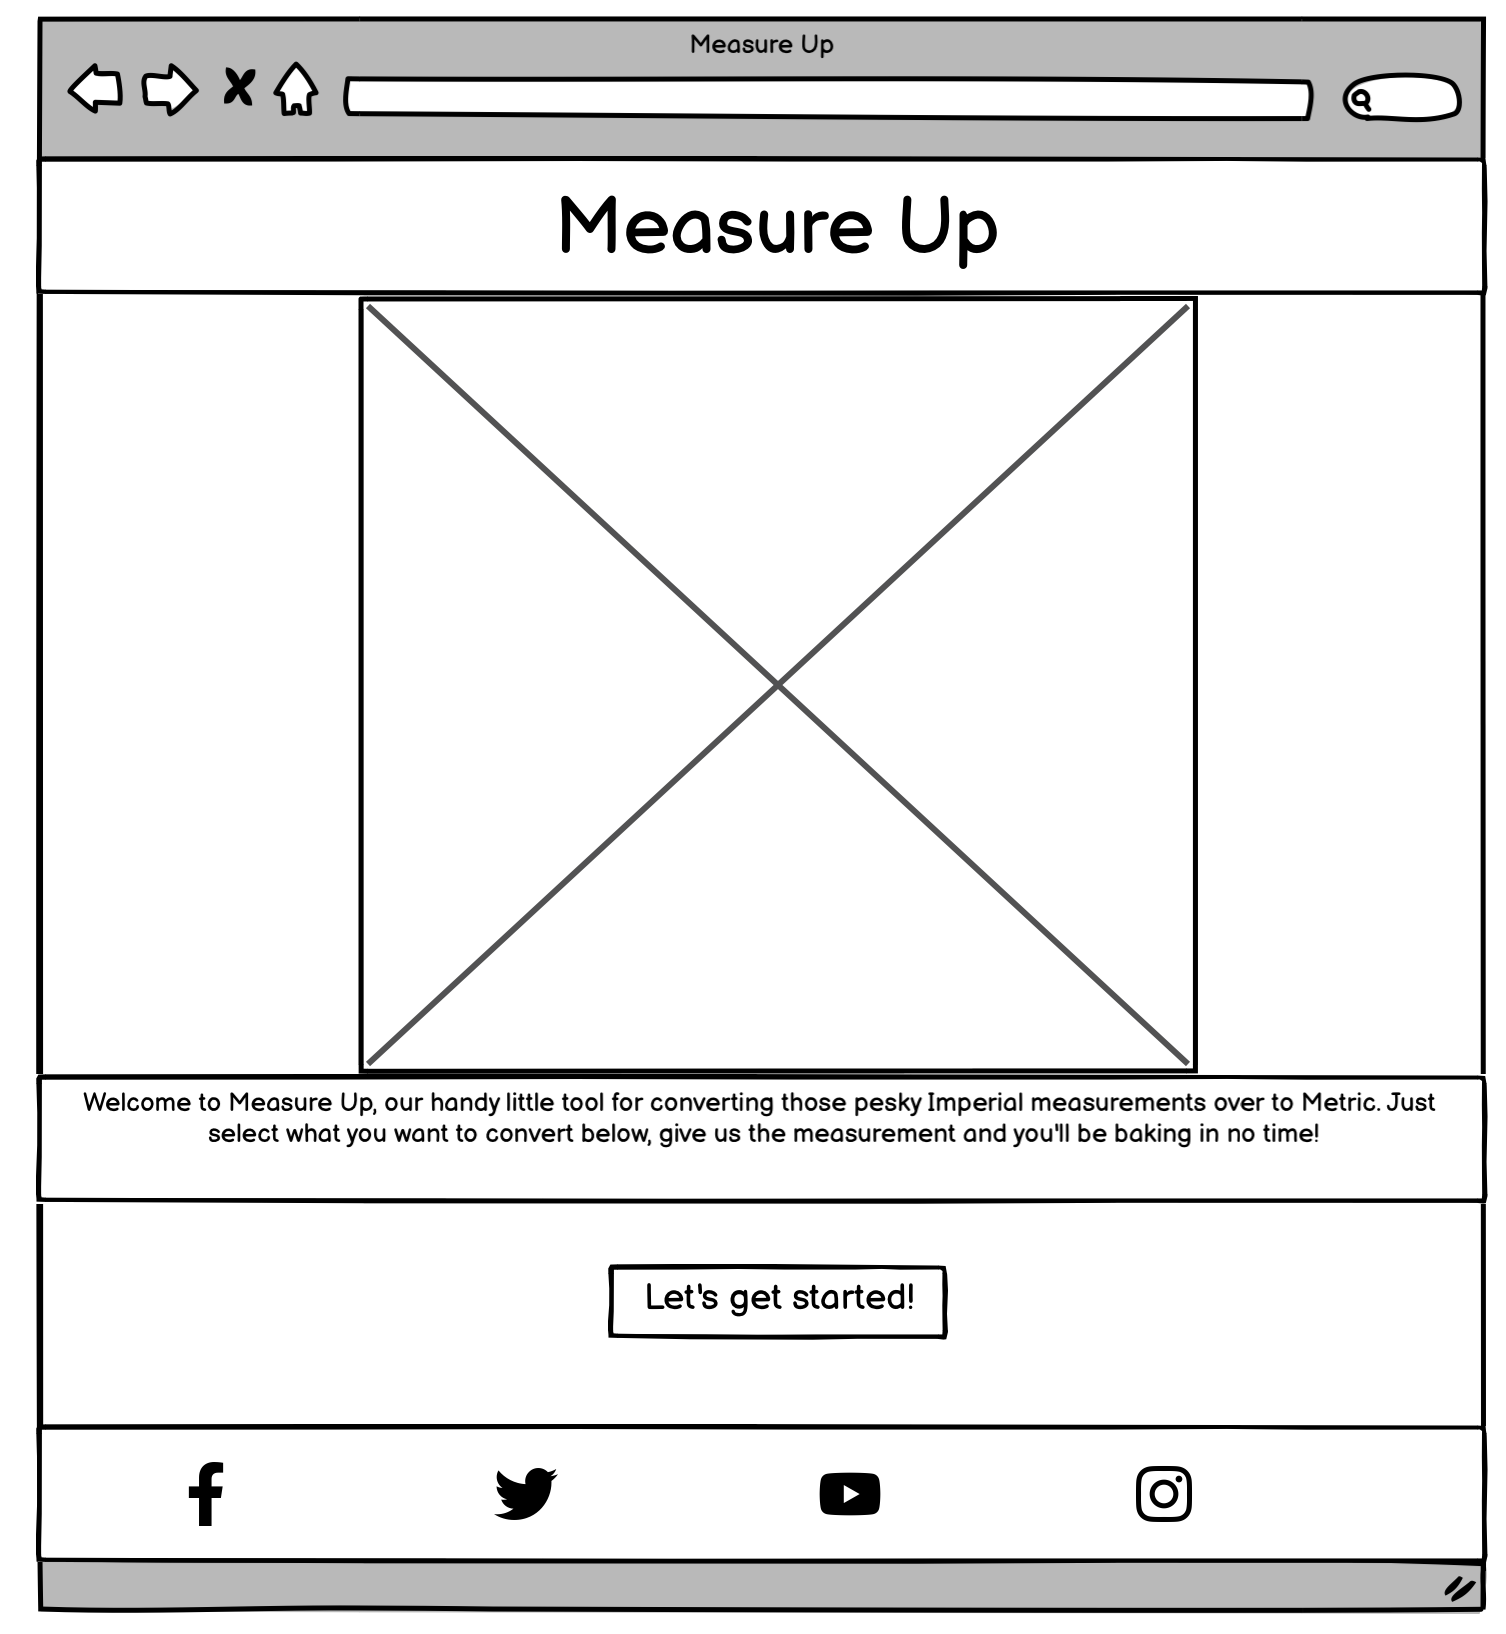 Measure Up
Measure Up
Welcome to Measure Up, our handy little tool for converting those pesky Imperial measurements over to Metric. Just
select what you want to convert below, give us the measurement and you'll be baking in no time!
Let's get started!